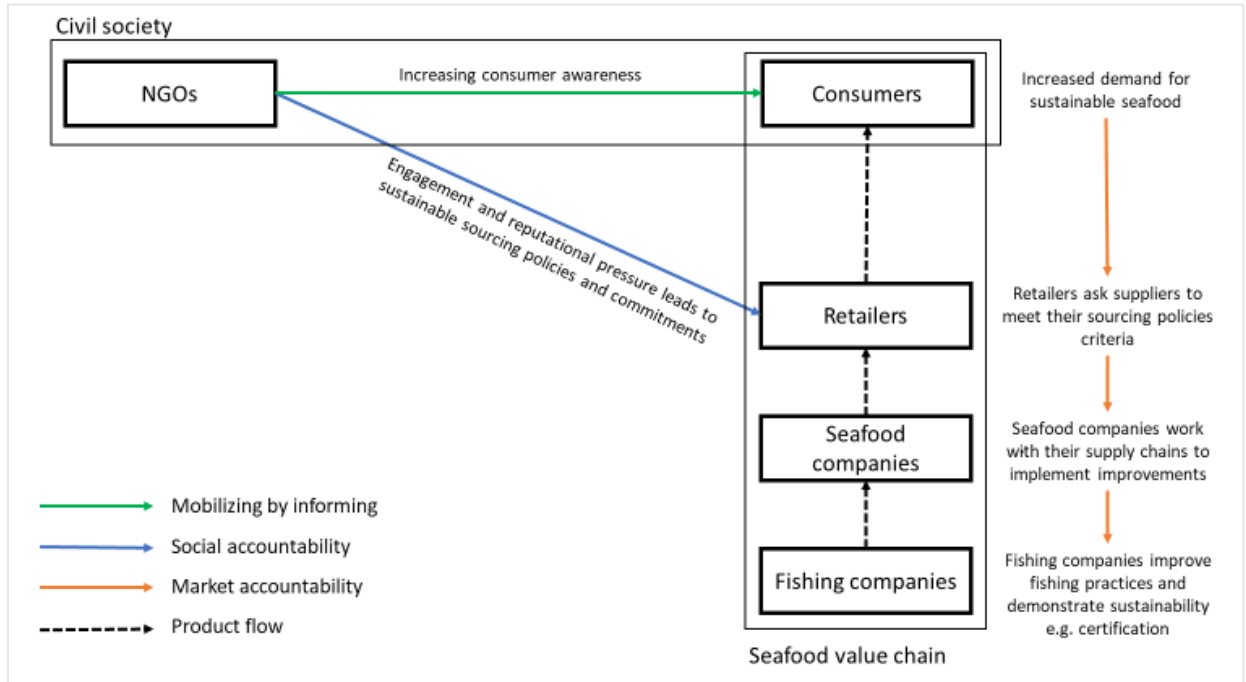 Civil society
NGOs
Increasing consumer awareness
Consumers
Increased demand for
sustainable seafood
Engagement and reputational pressure leads to
sustainable sourcing policies and commitments
Retailers
Retailers ask suppliers to
meet their sourcing policies
criteria
Seafood
companies
Seafood companies work
with their supply chains to
implement improvements
Fishing companies
Fishing companies improve
fishing practices and
demonstrate sustainability
e.g. certification
Seafood value chain
Mobilizing by informing
Social accountability
Market accountability
Product flow